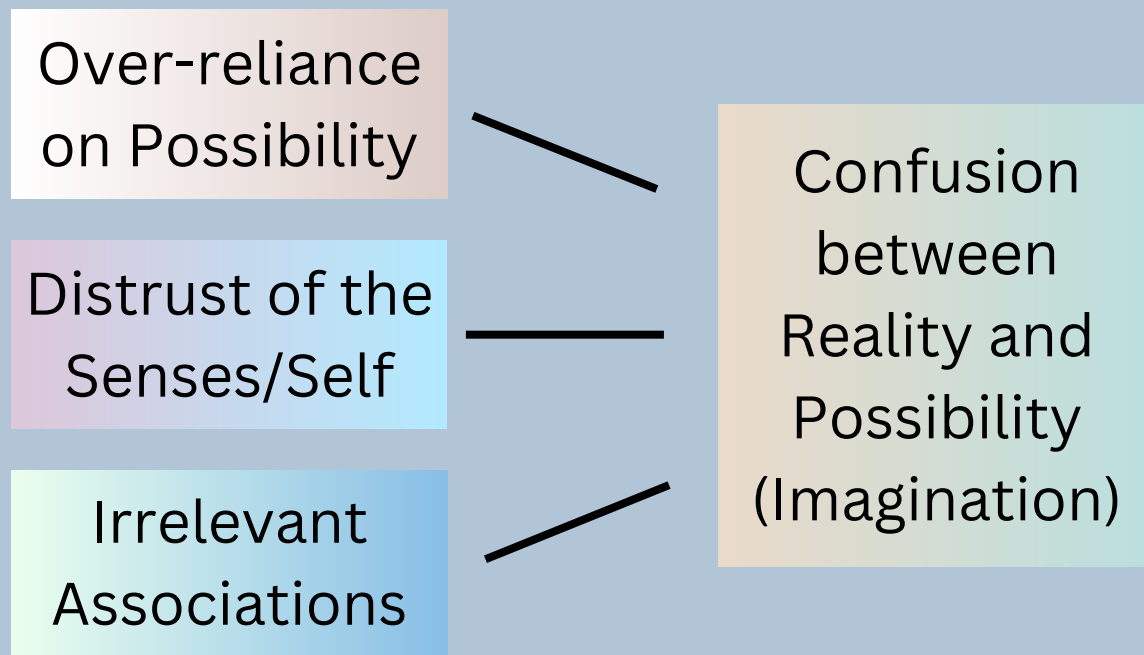 Over-reliance
on Possibility
Distrust of the
Senses/Self
Irrelevant
Associations
Confusion
between
Reality and
Possibility
(Imagination)